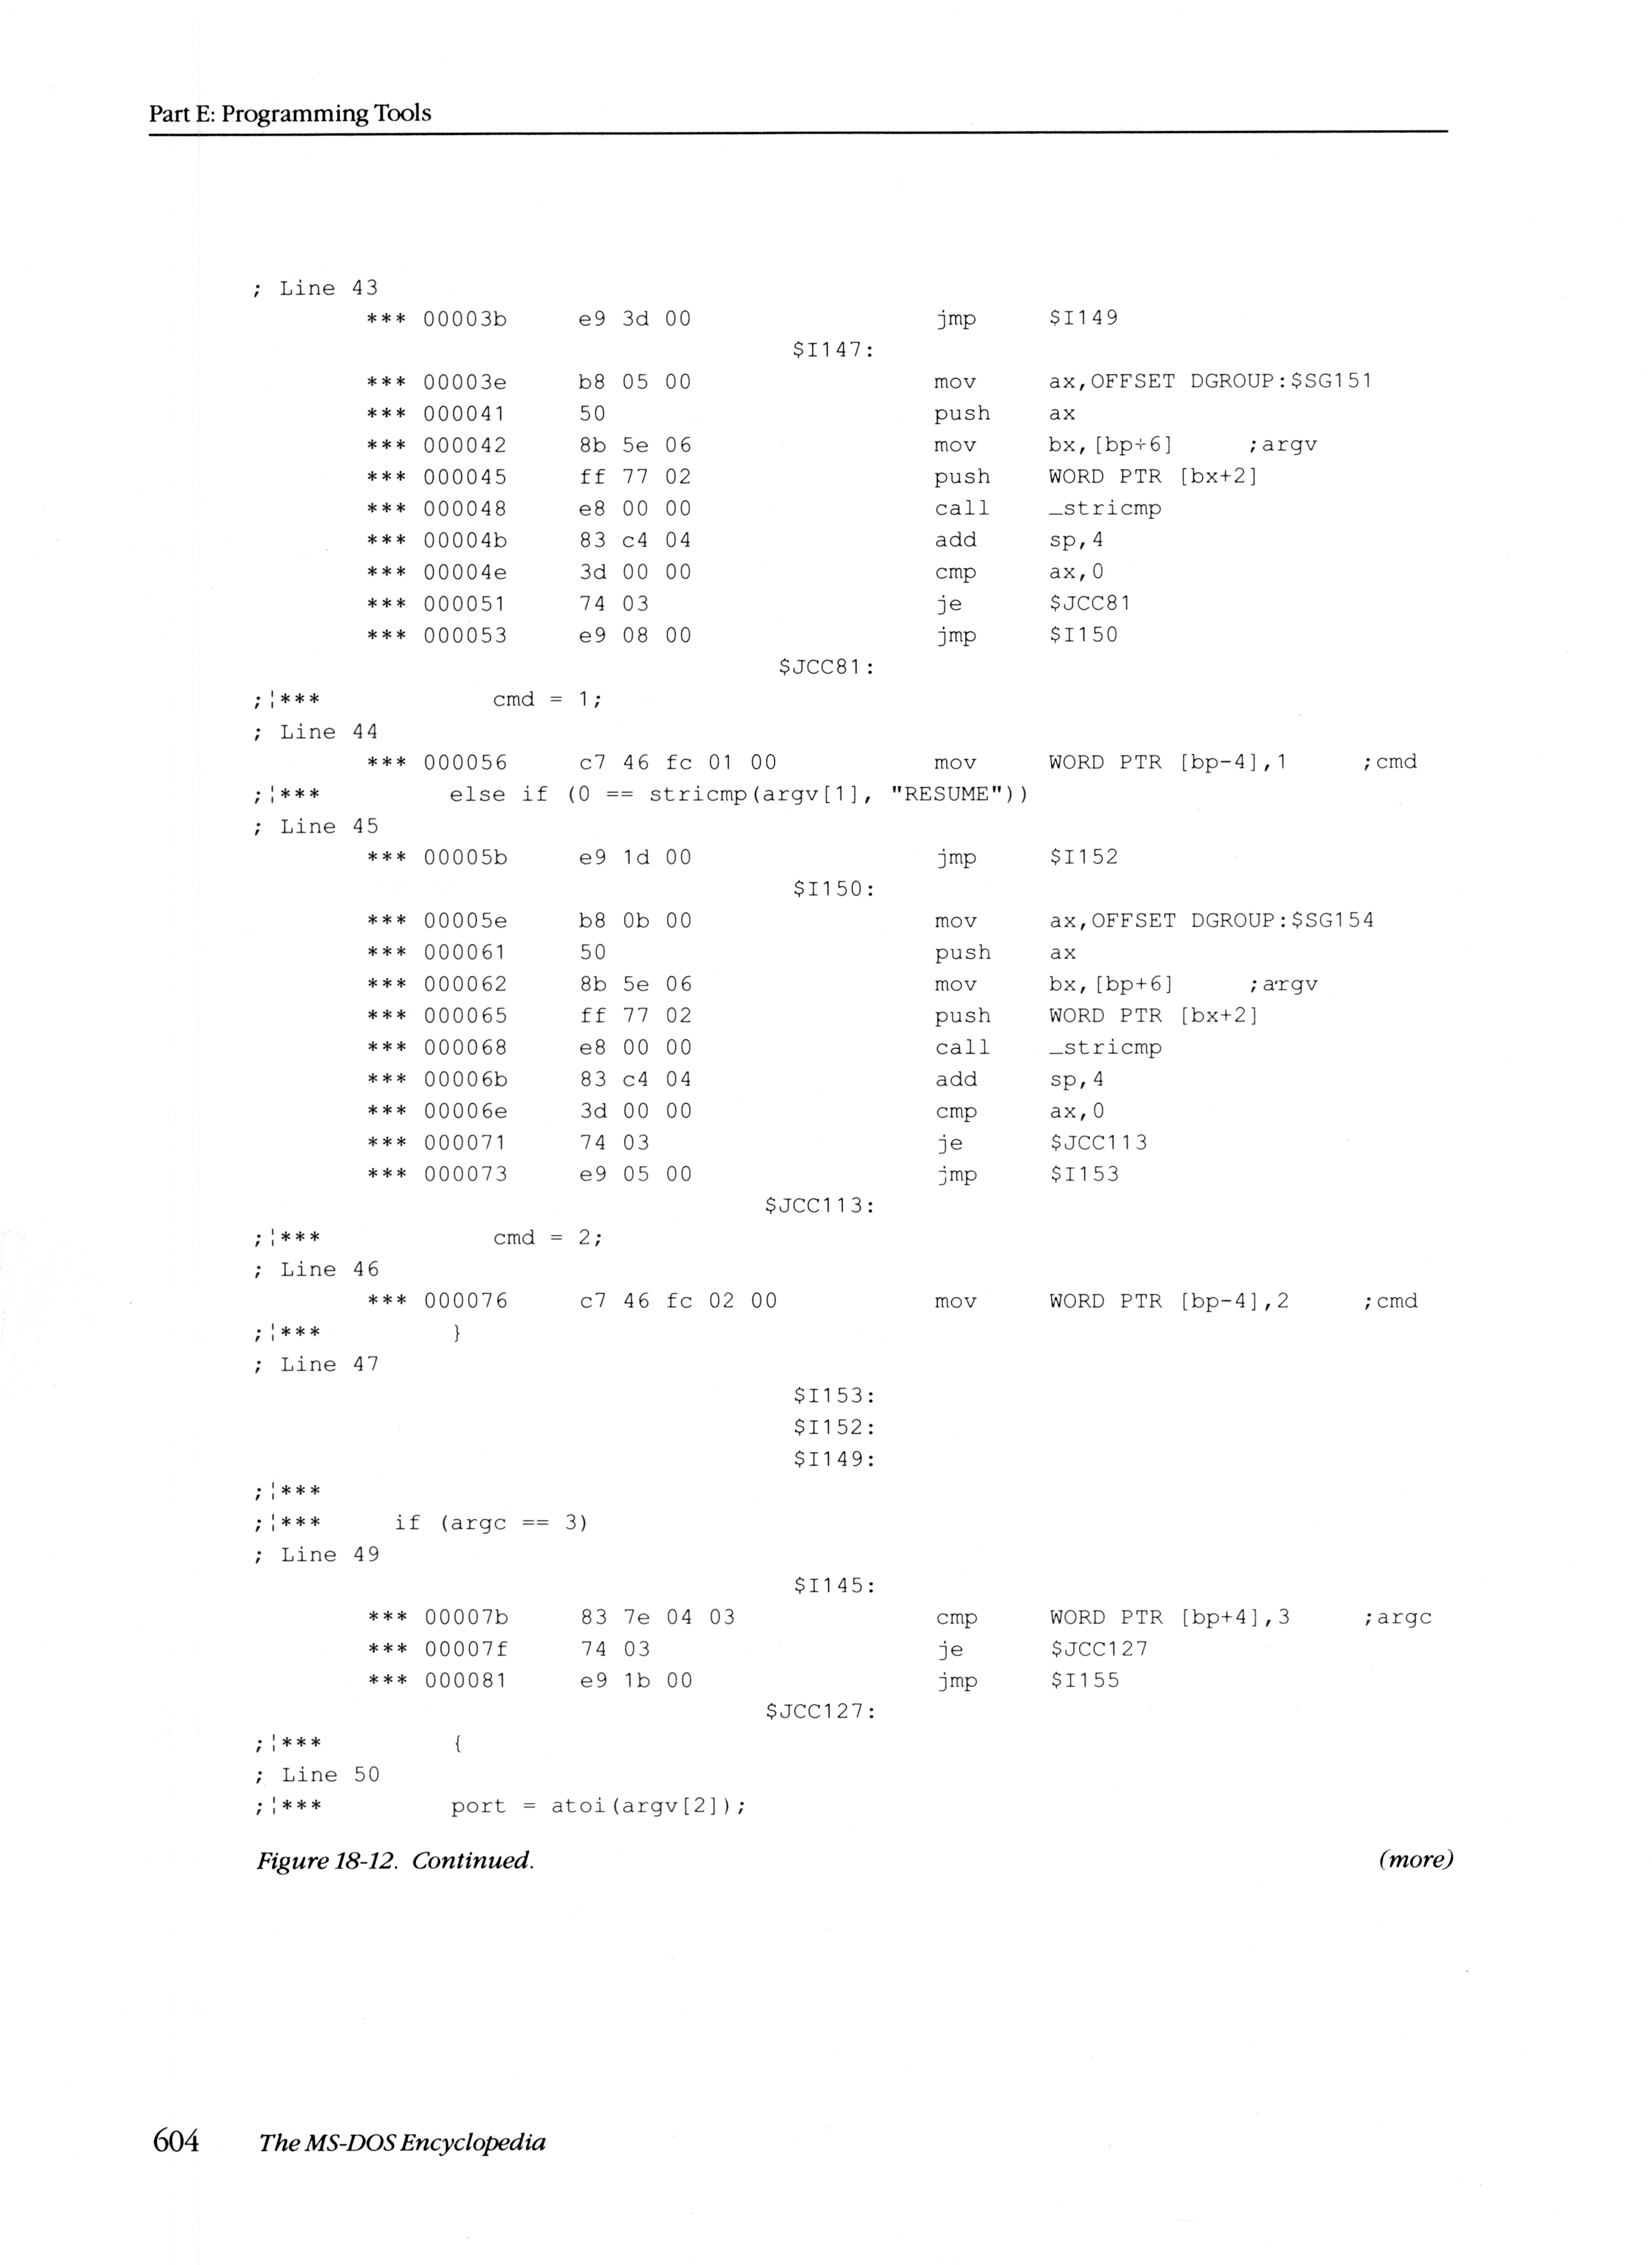 Part E: Programming Tools
; Line 43
*** 00003b e9 3d 00 jmp $I149
$I147:
*** 00003e b8 05 00 mov ax,OFFSET DGROUP:$SG151
*** 000041 50 push ax
*** 000042 8b 5e 06 mov bx,[bp+6] ;argv
*** 000045 ff 77 02 push WORD PTR [bx+2]
*** 000048 e8 00 00 call _stricmp
*** 00004b 83 c4 04 add sp,4
*** 00004e 3d 00 00 cmp ax,0
*** 000051 74 03 je $JCC81
*** 000053 e9 08 00 jmp $I150
$JCC81:
;¦*** cmd = 1;
; Line 44
*** 000056 c7 46 fc 01 00 mov WORD PTR [bp-4],1 ;cmd
;¦*** else if (0 == stricmp(argv[1], "RESUME"))
; Line 45
*** 00005b e9 1d 00 jmp $I152
$I150:
*** 00005e b8 0b 00 mov ax,OFFSET DGROUP:$SG154
*** 000061 50 push ax
*** 000062 8b 5e 06 mov bx,[bp+6] ;argv
*** 000065 ff 77 02 push WORD PTR [bx+2]
*** 000068 e8 00 00 call _stricmp
*** 00006b 83 c4 04 add sp,4
*** 00006e 3d 00 00 cmp ax,0
*** 000071 74 03 je $JCC113
*** 000073 e9 05 00 jmp $I153
$JCC113:
;¦*** cmd = 2;
; Line 46
*** 000076 c7 46 fc 02 00 mov WORD PTR [bp-4],2 ;cmd
;¦*** }
; Line 47
$I153:
$I152:
$I149:
;¦***
;¦*** if (argc == 3)
; Line 49
$I145:
*** 00007b 83 7e 04 03 cmp WORD PTR [bp+4],3 ;argc
*** 00007f 74 03 je $JCC127
*** 000081 e9 1b 00 jmp $I155
$JCC127:
;¦*** {
; Line 50
;¦*** port = atoi(argv[2]);
Figure 18-12. Continued. (more)
604 The MS-DOS Encyclopedia